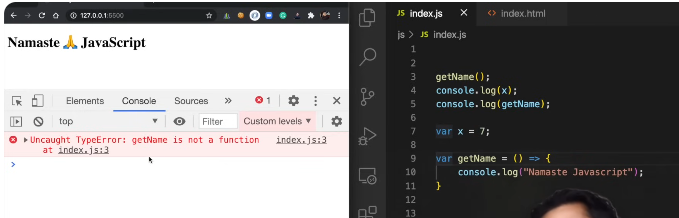 127.0.0.1:5500
Namaste 🙏 JavaScript
Elements Console Sources » 1
top Filter Custom levels
Uncaught TypeError: getName is not a function index.js:3
at index.js:3
JS index.js index.html
js > JS index.js
1
2
3 getName();
4 console.log(x);
5 console.log(getName);
6
7 var x = 7;
8
9 var getName = () => {
10 console.log("Namaste Javascript");
11 }
12
13